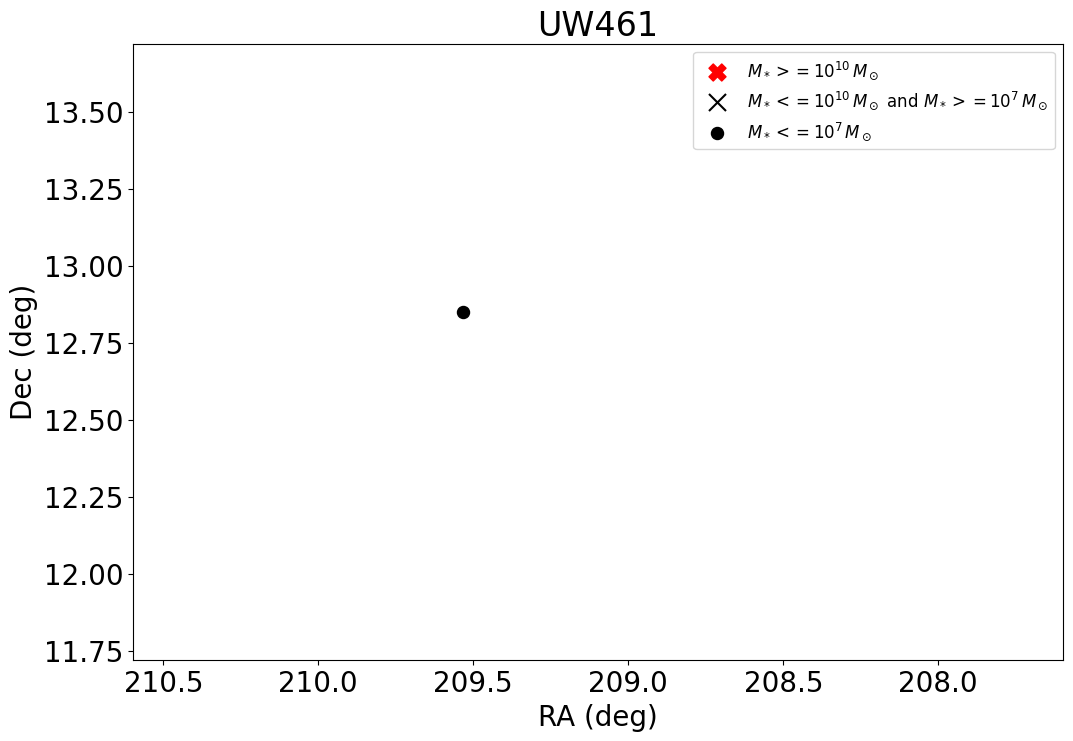 UW461
M* >= 10^10 M⊙
M* <= 10^10 M⊙ and M* >= 10^7 M⊙
M* <= 10^7 M⊙
13.50
13.25
13.00
12.75
12.50
12.25
12.00
11.75
Dec (deg)
210.5 210.0 209.5 209.0 208.5 208.0
RA (deg)